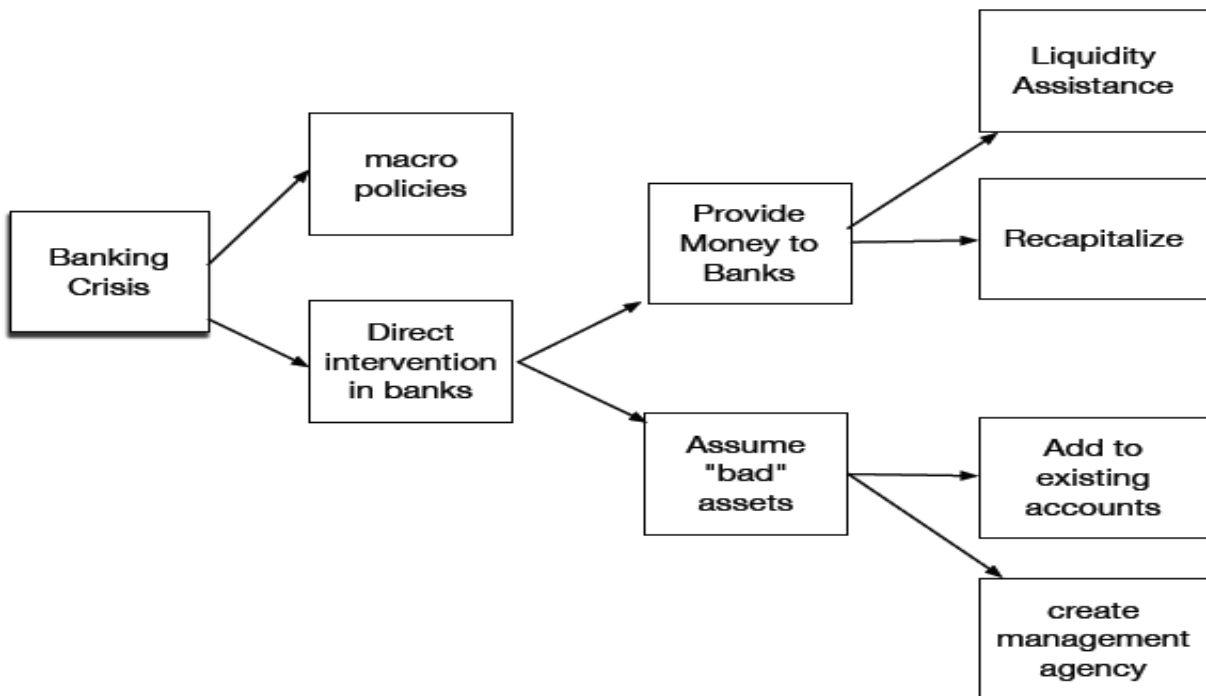 Banking
Crisis
macro
policies
Direct
intervention
in banks
Provide
Money to
Banks
Assume
"bad"
assets
Liquidity
Assistance
Recapitalize
Add to
existing
accounts
create
management
agency